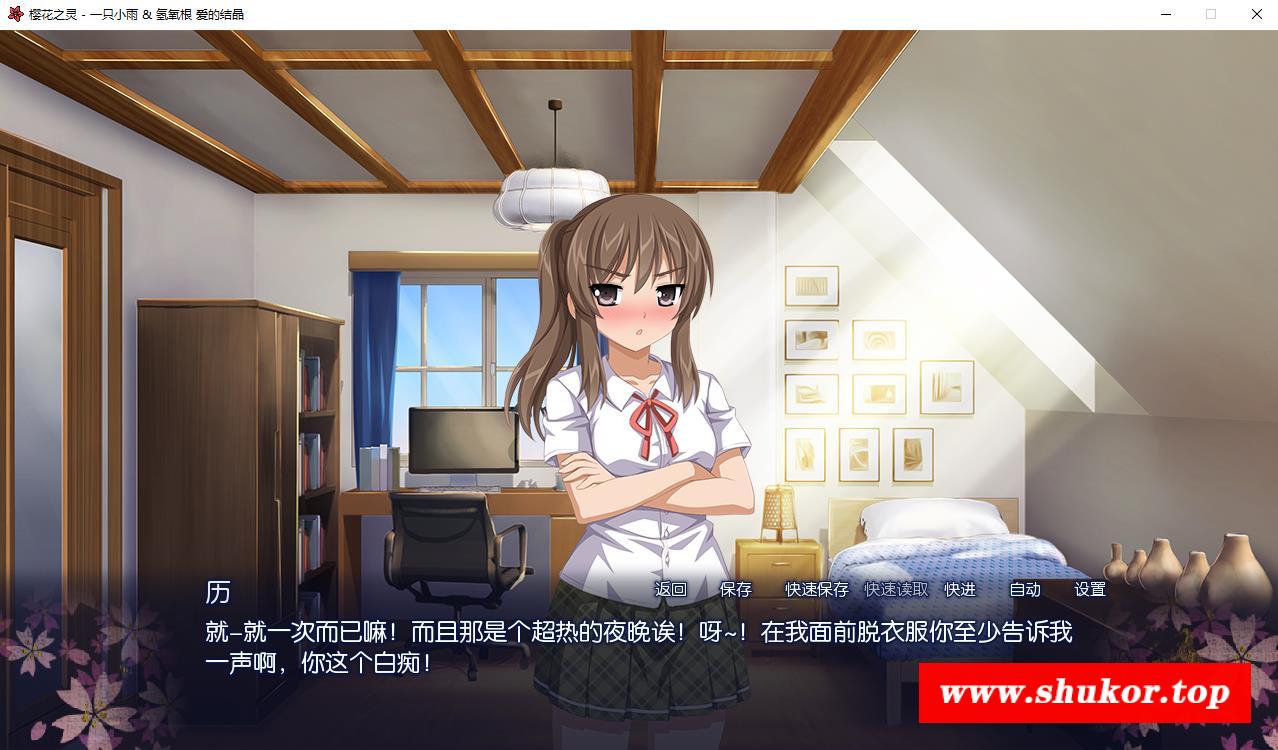 樱花之灵 - 一只小雨 & 氢氧根 爱的结晶
历
返回 保存 快速保存 快速读取 快进 自动 设置
就–就一次而已嘛！而且那是个超热的夜晚诶！呀~！在我面前脱衣服你至少告诉我
一声啊，你这个白痴！
www.shukor.top